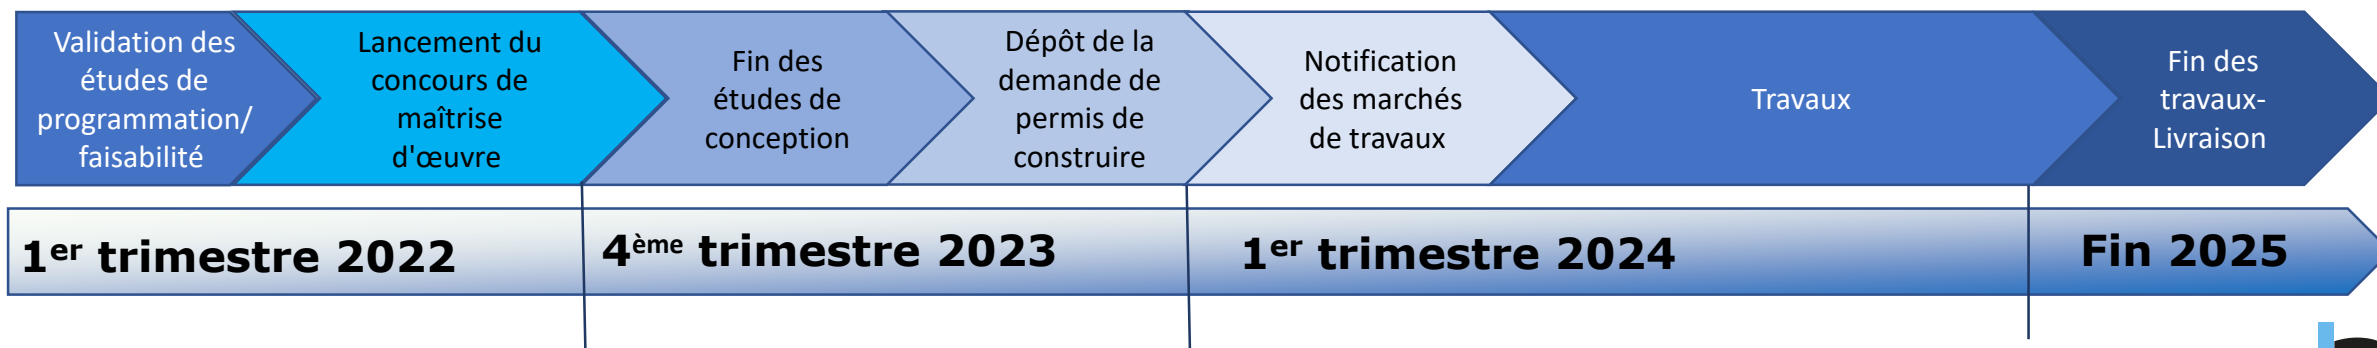 Validation des
études de
programmation/
faisabilité
Lancement du
concours de
maîtrise
d'œuvre
Fin des
études de
conception
Dépôt de la
demande de
permis de
construire
Notification
des marchés
de travaux
Travaux
Fin des
travaux-
Livraison
1er trimestre 2022
4ème trimestre 2023
1er trimestre 2024
Fin 2025